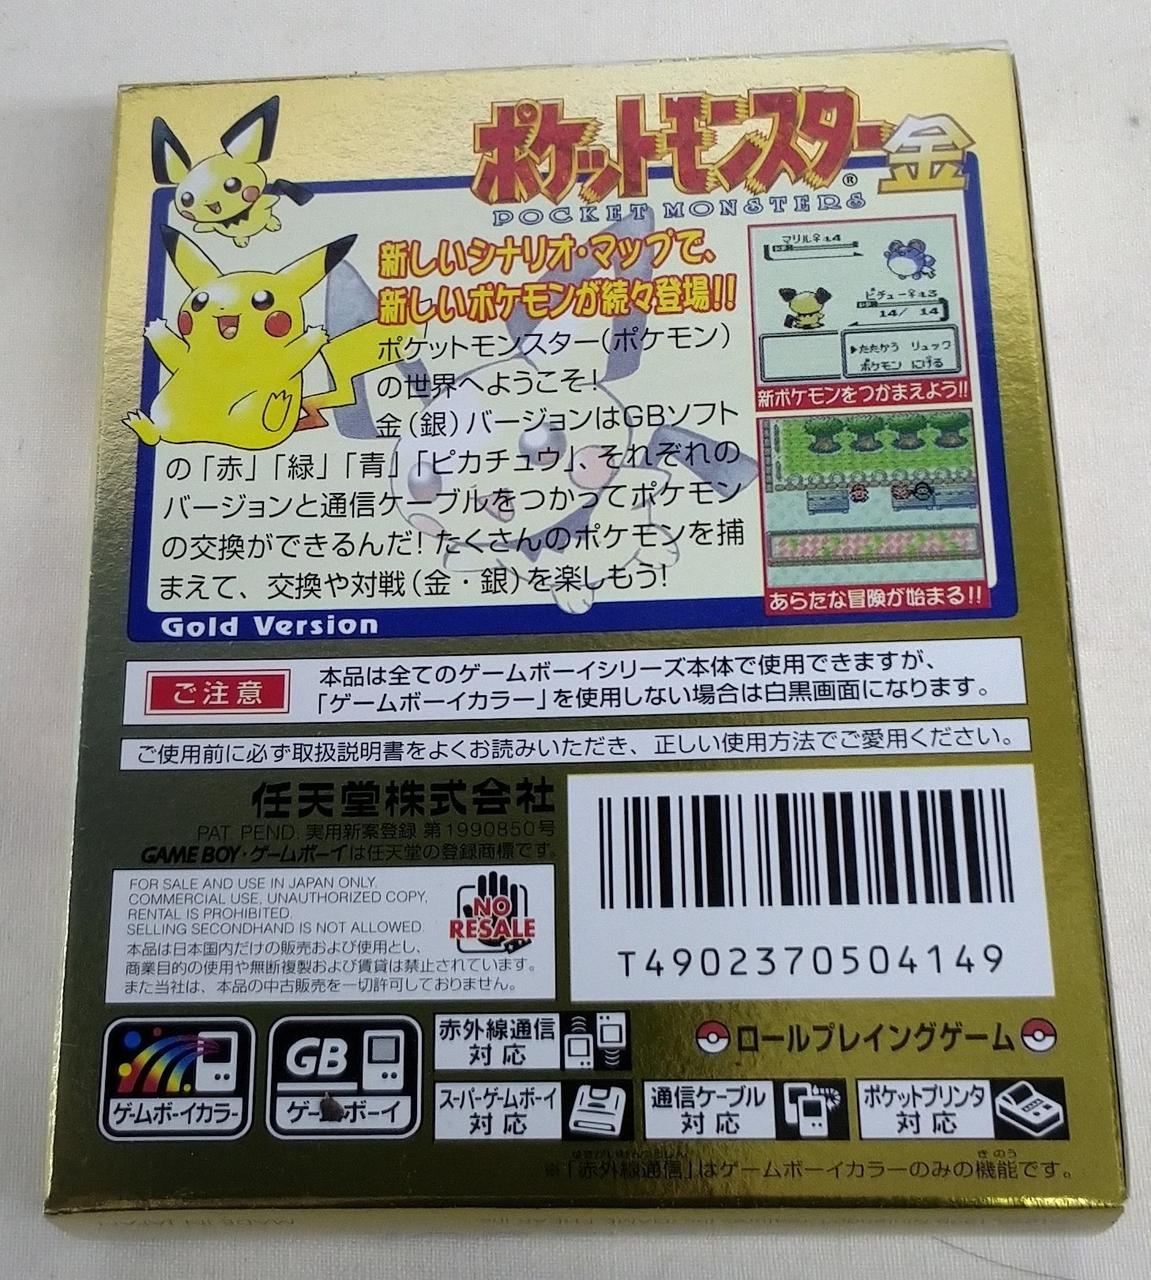 ポケットモンスター金
®
POCKET MONSTERS
新しいシナリオ・マップで、
新しいポケモンが続々登場!!
ポケットモンスター(ポケモン)
の世界へようこそ!
金(銀)バージョンはGBソフト
の「赤」「緑」「青」「ピカチュウ」、それぞれの
バージョンと通信ケーブルをつかってポケモン
の交換ができるんだ! たくさんのポケモンを捕
まえて、交換や対戦(金・銀)を楽しもう!
Gold Version
マリル♀
14/ 14
▶たたかう リュック
ポケモン にげる
新ポケモンをつかまえよう!!
あらたな冒険が始まる!!
ご注意
本品は全てのゲームボーイシリーズ本体で使用できますが、
「ゲームボーイカラー」を使用しない場合は白黒画面になります。
ご使用前に必ず取扱説明書をよくお読みいただき、正しい使用方法でご愛用ください。
任天堂株式会社
PAT. PEND. 実用新案登録 第1990850号
GAME BOY・ゲームボーイは任天堂の登録商標です。
FOR SALE AND USE IN JAPAN ONLY.
COMMERCIAL USE, UNAUTHORIZED COPY,
RENTAL IS PROHIBITED.
SELLING SECONDHAND IS NOT ALLOWED.
本品は日本国内だけの販売および使用とし、
商業目的の使用や無断複製および賃貸は禁止されています。
また当社は、本品の中古販売を一切許可しておりません。
NO
RESALE
T4902370504149
ゲームボーイカラー
GB
ゲームボーイ
赤外線通信
対応
ロールプレイングゲーム
スーパーゲームボーイ
対応
通信ケーブル
対応
ポケットプリンタ
対応
※「赤外線通信」はゲームボーイカラーのみの機能です。
MADE IN JAPAN